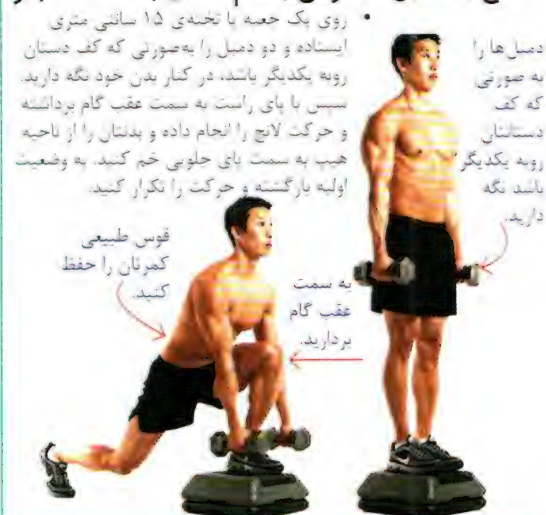 • روی یک جعبه یا تخته‌ی ۱۵ سانتی متری
ایستاده و دو دمبل را به‌صورتی که کف دستان
روبه یکدیگر باشد، در کنار بدن خود نگه دارید.
سپس با پای راست به سمت عقب گام برداشته
و حرکت لانج را انجام داده و بدنتان را از ناحیه
هیپ به سمت پای جلویی خم کنید. به وضعیت
اولیه بازگشته و حرکت را تکرار کنید.
دمبل‌ها را
به صورتی
که کف
دستانتان
روبه یکدیگر
باشد نگه
دارید.
قوس طبیعی
کمرتان را حفظ
کنید.
به سمت
عقب گام
بردارید.